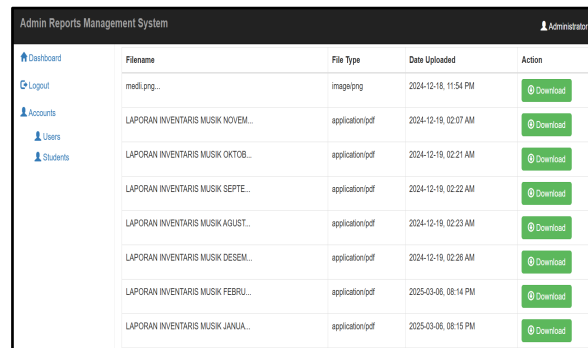 Admin Reports Management System
Administrator
Dashboard
Logout
Accounts
Users
Students
Filename File Type Date Uploaded Action
medli.png... image/png 2024-12-18, 11:54 PM Download
LAPORAN INVENTARIS MUSIK NOVEM... application/pdf 2024-12-19, 02:07 AM Download
LAPORAN INVENTARIS MUSIK OKTOB... application/pdf 2024-12-19, 02:21 AM Download
LAPORAN INVENTARIS MUSIK SEPTE... application/pdf 2024-12-19, 02:22 AM Download
LAPORAN INVENTARIS MUSIK AGUST... application/pdf 2024-12-19, 02:23 AM Download
LAPORAN INVENTARIS MUSIK DESEM... application/pdf 2024-12-19, 02:26 AM Download
LAPORAN INVENTARIS MUSIK FEBRU... application/pdf 2025-03-06, 08:14 PM Download
LAPORAN INVENTARIS MUSIK JANUA... application/pdf 2025-03-06, 08:15 PM Download